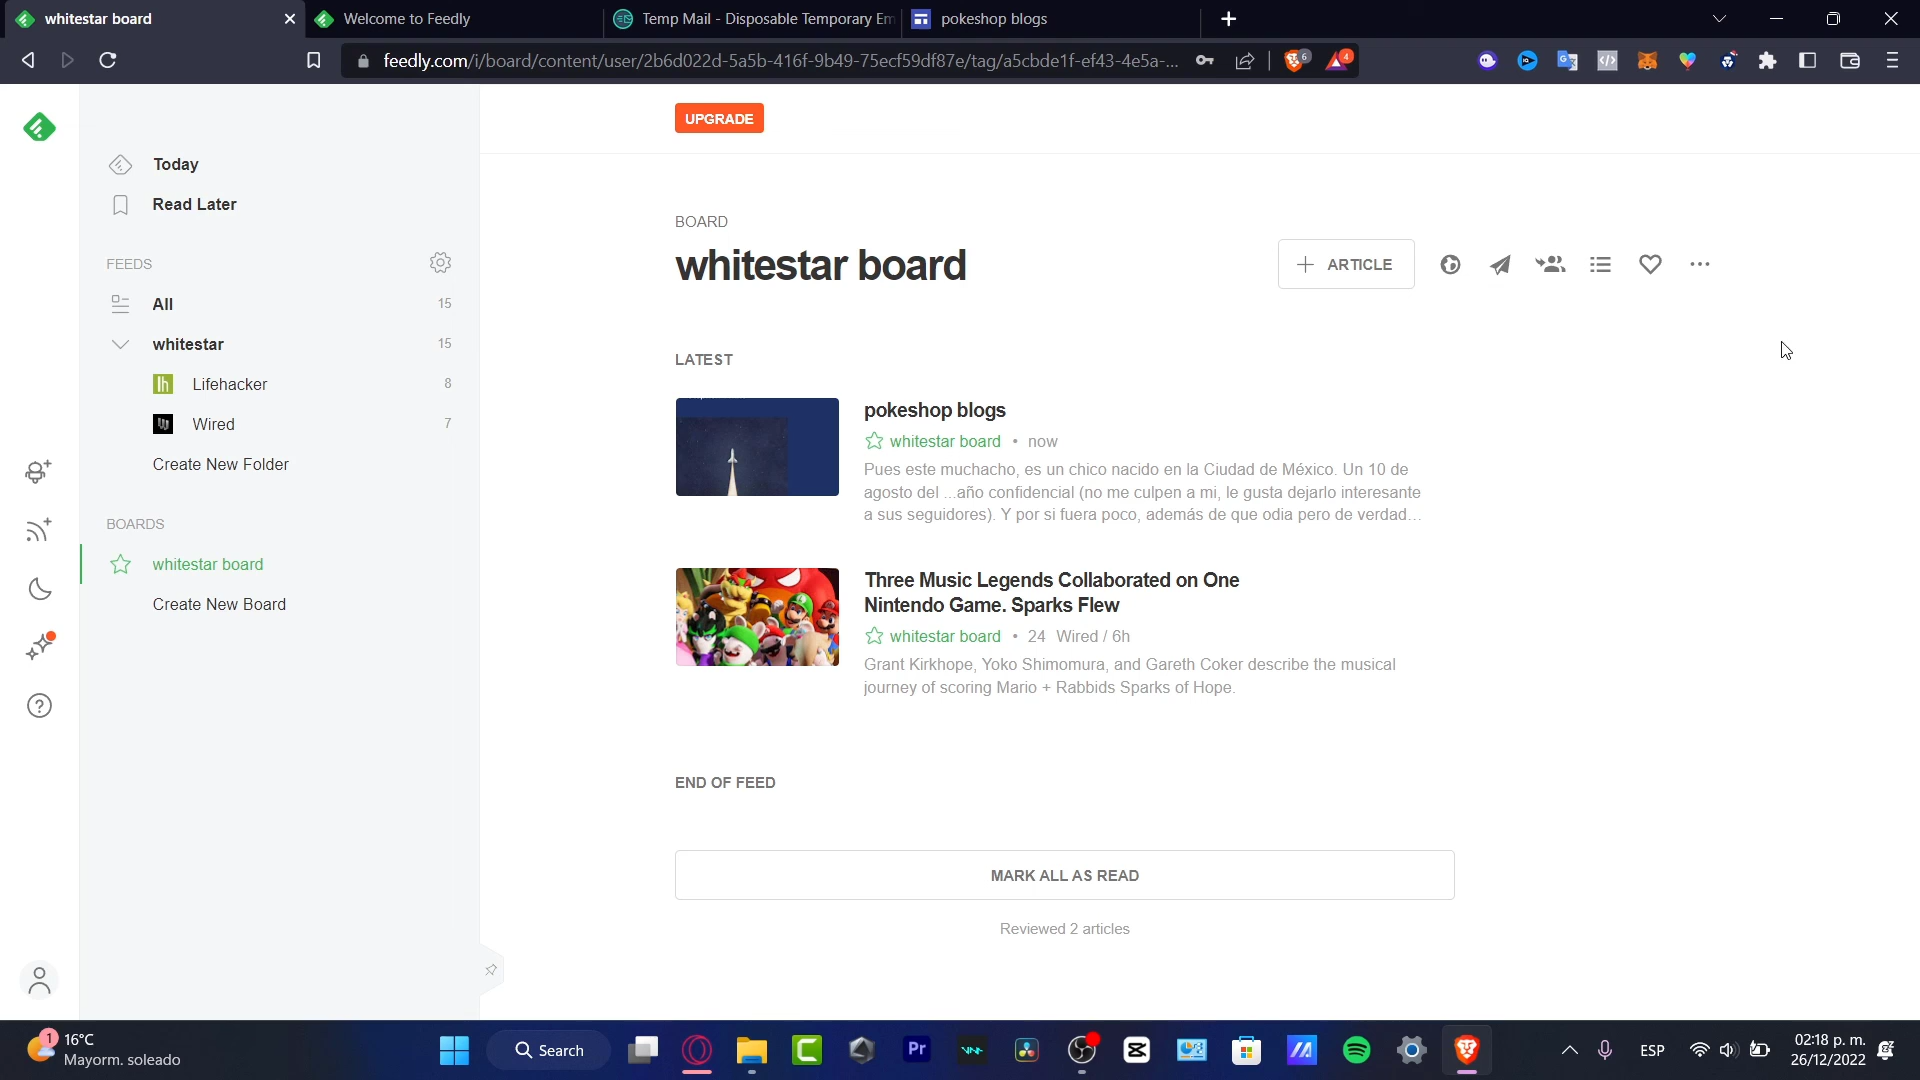 whitestar board
Welcome to Feedly
Temp Mail - Disposable Temporary Em
pokeshop blogs
feedly.com/i/board/content/user/2b6d022d-5a5b-416f-9b49-75ecf59df87e/tag/a5cbde1f-ef43-4e5a-...
6
4
UPGRADE
Today
Read Later
FEEDS
All
15
whitestar
15
Lifehacker
8
Wired
7
Create New Folder
BOARDS
whitestar board
Create New Board
BOARD
whitestar board
ARTICLE
LATEST
pokeshop blogs
whitestar board • now
Pues este muchacho, es un chico nacido en la Ciudad de México. Un 10 de
agosto del ...año confidencial (no me culpen a mi, le gusta dejarlo interesante
a sus seguidores). Y por si fuera poco, además de que odia pero de verdad...
Three Music Legends Collaborated on One
Nintendo Game. Sparks Flew
whitestar board • 24 Wired / 6h
Grant Kirkhope, Yoko Shimomura, and Gareth Coker describe the musical
journey of scoring Mario + Rabbids Sparks of Hope.
END OF FEED
MARK ALL AS READ
Reviewed 2 articles
1
16°C
Mayorm. soleado
Search
Pr
ESP
02:18 p. m.
26/12/2022